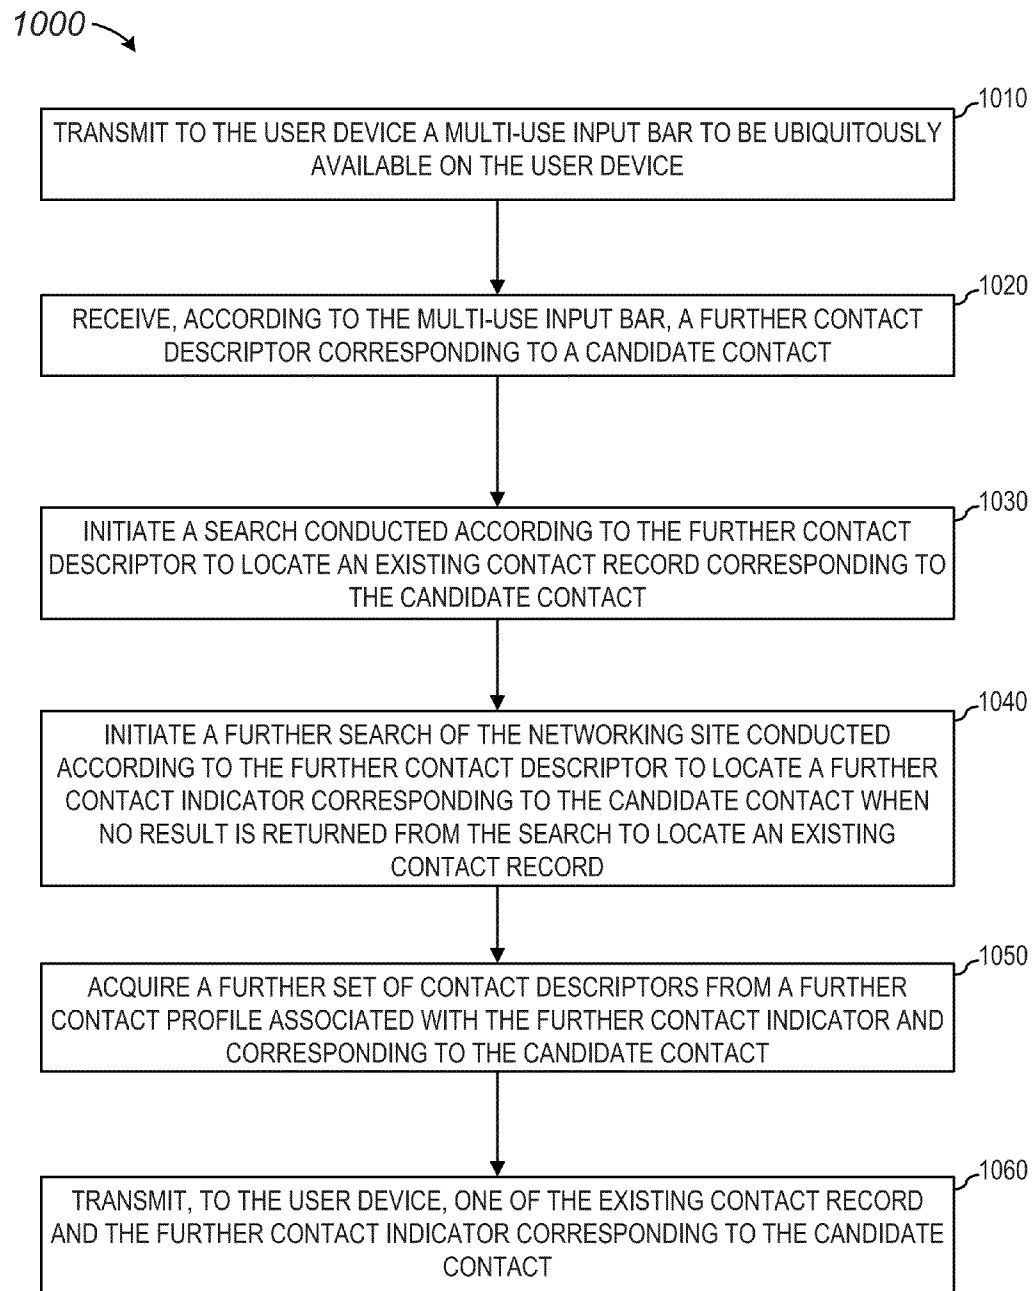 1000
1010
TRANSMIT TO THE USER DEVICE A MULTI-USE INPUT BAR TO BE UBIQUITOUSLY
AVAILABLE ON THE USER DEVICE
1020
RECEIVE, ACCORDING TO THE MULTI-USE INPUT BAR, A FURTHER CONTACT
DESCRIPTOR CORRESPONDING TO A CANDIDATE CONTACT
1030
INITIATE A SEARCH CONDUCTED ACCORDING TO THE FURTHER CONTACT
DESCRIPTOR TO LOCATE AN EXISTING CONTACT RECORD CORRESPONDING TO
THE CANDIDATE CONTACT
1040
INITIATE A FURTHER SEARCH OF THE NETWORKING SITE CONDUCTED
ACCORDING TO THE FURTHER CONTACT DESCRIPTOR TO LOCATE A FURTHER
CONTACT INDICATOR CORRESPONDING TO THE CANDIDATE CONTACT WHEN
NO RESULT IS RETURNED FROM THE SEARCH TO LOCATE AN EXISTING
CONTACT RECORD
1050
ACQUIRE A FURTHER SET OF CONTACT DESCRIPTORS FROM A FURTHER
CONTACT PROFILE ASSOCIATED WITH THE FURTHER CONTACT INDICATOR AND
CORRESPONDING TO THE CANDIDATE CONTACT
1060
TRANSMIT, TO THE USER DEVICE, ONE OF THE EXISTING CONTACT RECORD
AND THE FURTHER CONTACT INDICATOR CORRESPONDING TO THE CANDIDATE
CONTACT